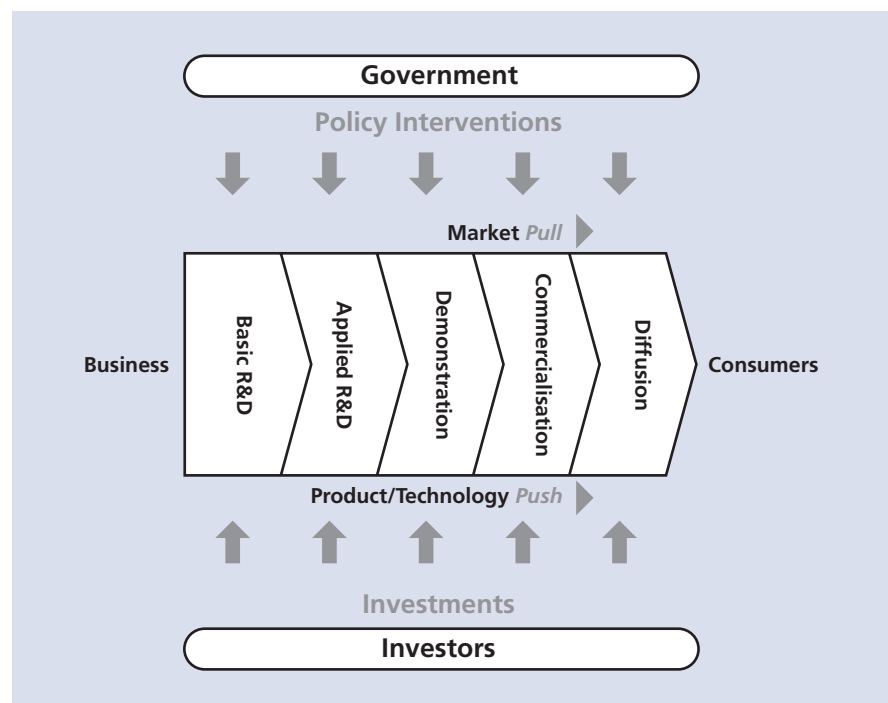 Government
Policy Interventions
Market Pull
Business
Basic R&D
Applied R&D
Demonstration
Commercialisation
Diffusion
Consumers
Product/Technology Push
Investments
Investors